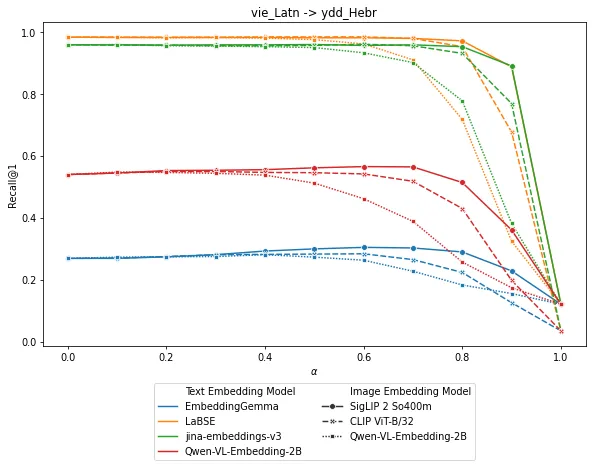 vie_Latn -> ydd_Hebr
Recall@1
1.0
0.8
0.6
0.4
0.2
0.0
0.0 0.2 0.4 0.6 0.8 1.0
α
Text Embedding Model Image Embedding Model
EmbeddingGemma SigLIP 2 So400m
LaBSE CLIP ViT-B/32
jina-embeddings-v3 Qwen-VL-Embedding-2B
Qwen-VL-Embedding-2B